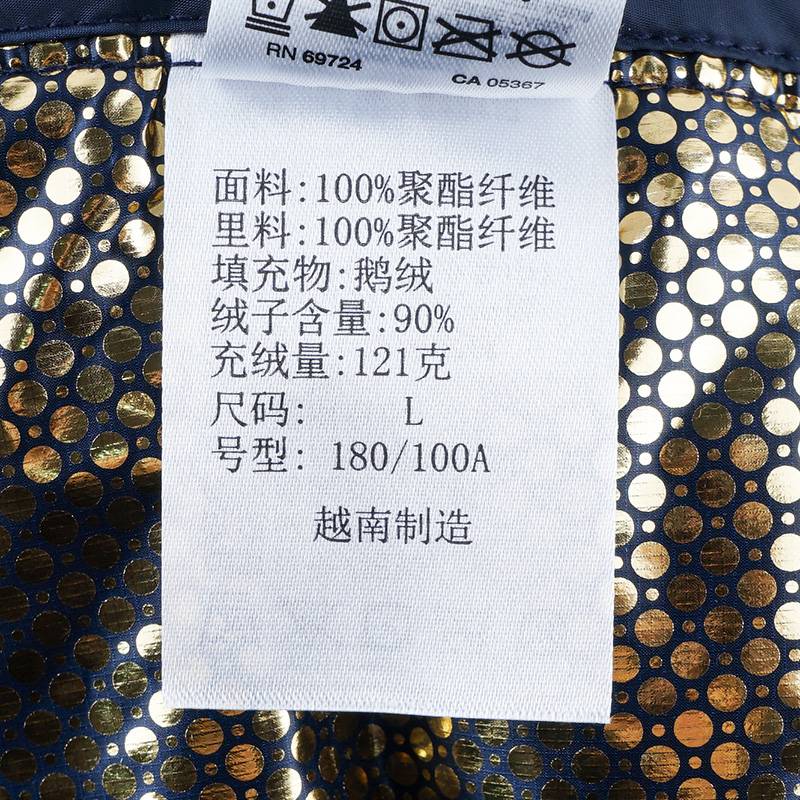 RN 69724
CA 05367
面料:100%聚酯纤维
里料:100%聚酯纤维
填充物:鹅绒
绒子含量:90%
充绒量:121克
尺码: L
号型: 180/100A
越南制造